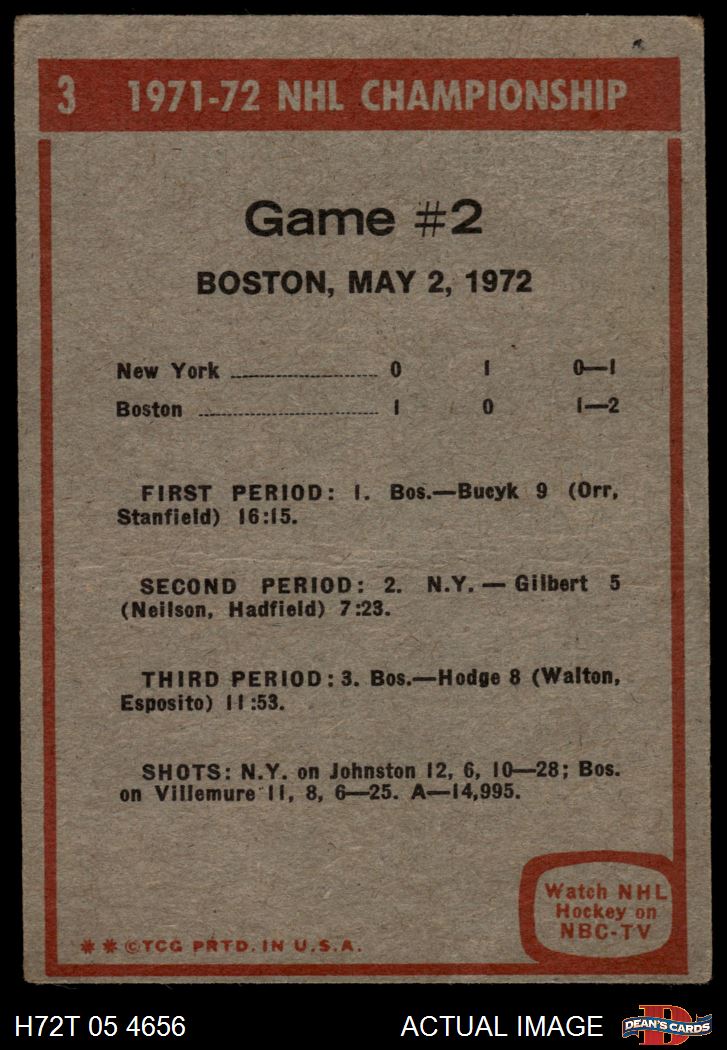 3 1971-72 NHL CHAMPIONSHIP
Game #2
BOSTON, MAY 2, 1972
New York ........................ 0 1 0—1
Boston ............................. 1 0 1—2
FIRST PERIOD: 1. Bos.—Bucyk 9 (Orr,
Stanfield) 16:15.
SECOND PERIOD: 2. N.Y.—Gilbert 5
(Neilson, Hadfield) 7:23.
THIRD PERIOD: 3. Bos.—Hodge 8 (Walton,
Esposito) 11:53.
SHOTS: N.Y. on Johnston 12, 6, 10—28; Bos.
on Villemure 11, 8, 6—25. A—14,995.
Watch NHL
Hockey on
NBC-TV
* * ©TCG PRTD. IN U.S.A.
H72T 05 4656 ACTUAL IMAGE D DEAN'S CARDS